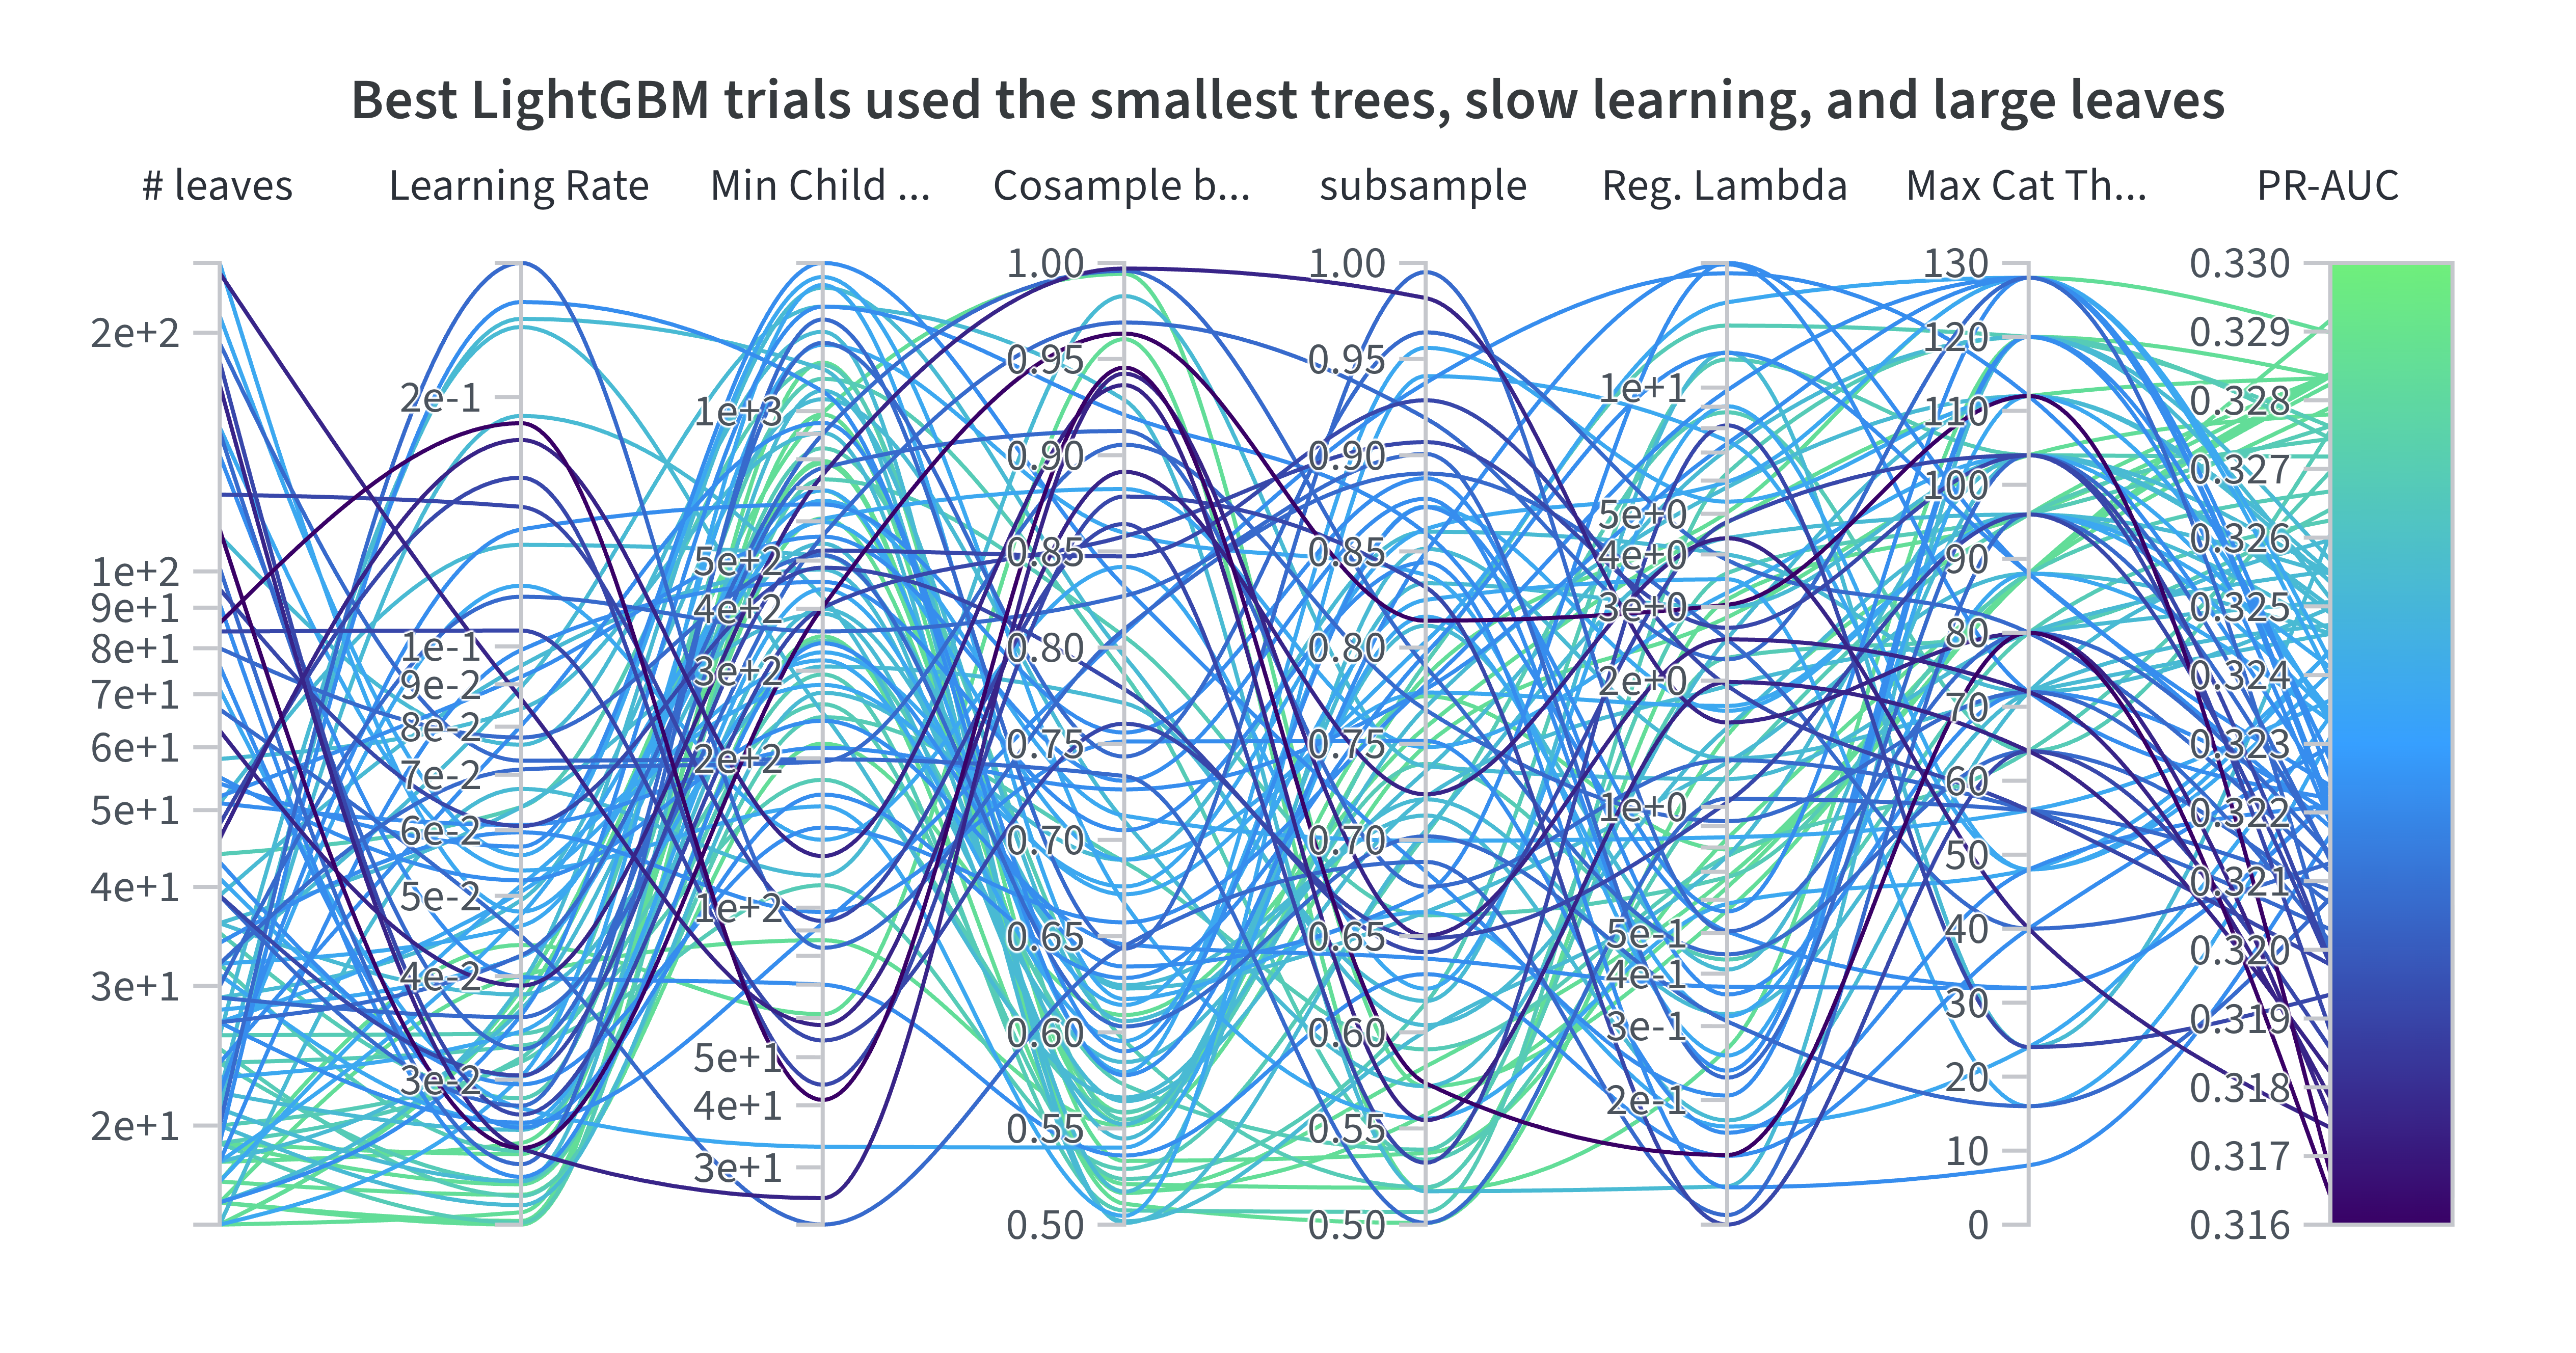 Best LightGBM trials used the smallest trees, slow learning, and large leaves
# leaves
Learning Rate
Min Child ...
Cosample b...
subsample
Reg. Lambda
Max Cat Th...
PR-AUC
2e+2
1e+2
9e+1
8e+1
7e+1
6e+1
5e+1
4e+1
3e+1
2e+1
2e-1
1e-1
9e-2
8e-2
7e-2
6e-2
5e-2
4e-2
3e-2
1e+3
5e+2
4e+2
3e+2
2e+2
1e+2
5e+1
4e+1
3e+1
1.00
0.95
0.90
0.85
0.80
0.75
0.70
0.65
0.60
0.55
0.50
1.00
0.95
0.90
0.85
0.80
0.75
0.70
0.65
0.60
0.55
0.50
1e+1
5e+0
4e+0
3e+0
2e+0
1e+0
5e-1
4e-1
3e-1
2e-1
130
120
110
100
90
80
70
60
50
40
30
20
10
0
0.330
0.329
0.328
0.327
0.326
0.325
0.324
0.323
0.322
0.321
0.320
0.319
0.318
0.317
0.316